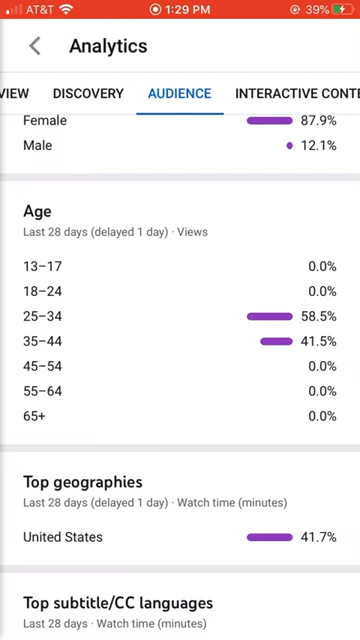 AT&T 1:29 PM 39%
Analytics
VIEW DISCOVERY AUDIENCE INTERACTIVE CONTE
Female 87.9%
Male 12.1%
Age
Last 28 days (delayed 1 day) · Views
13–17 0.0%
18–24 0.0%
25–34 58.5%
35–44 41.5%
45–54 0.0%
55–64 0.0%
65+ 0.0%
Top geographies
Last 28 days (delayed 1 day) · Watch time (minutes)
United States 41.7%
Top subtitle/CC languages
Last 28 days · Watch time (minutes)